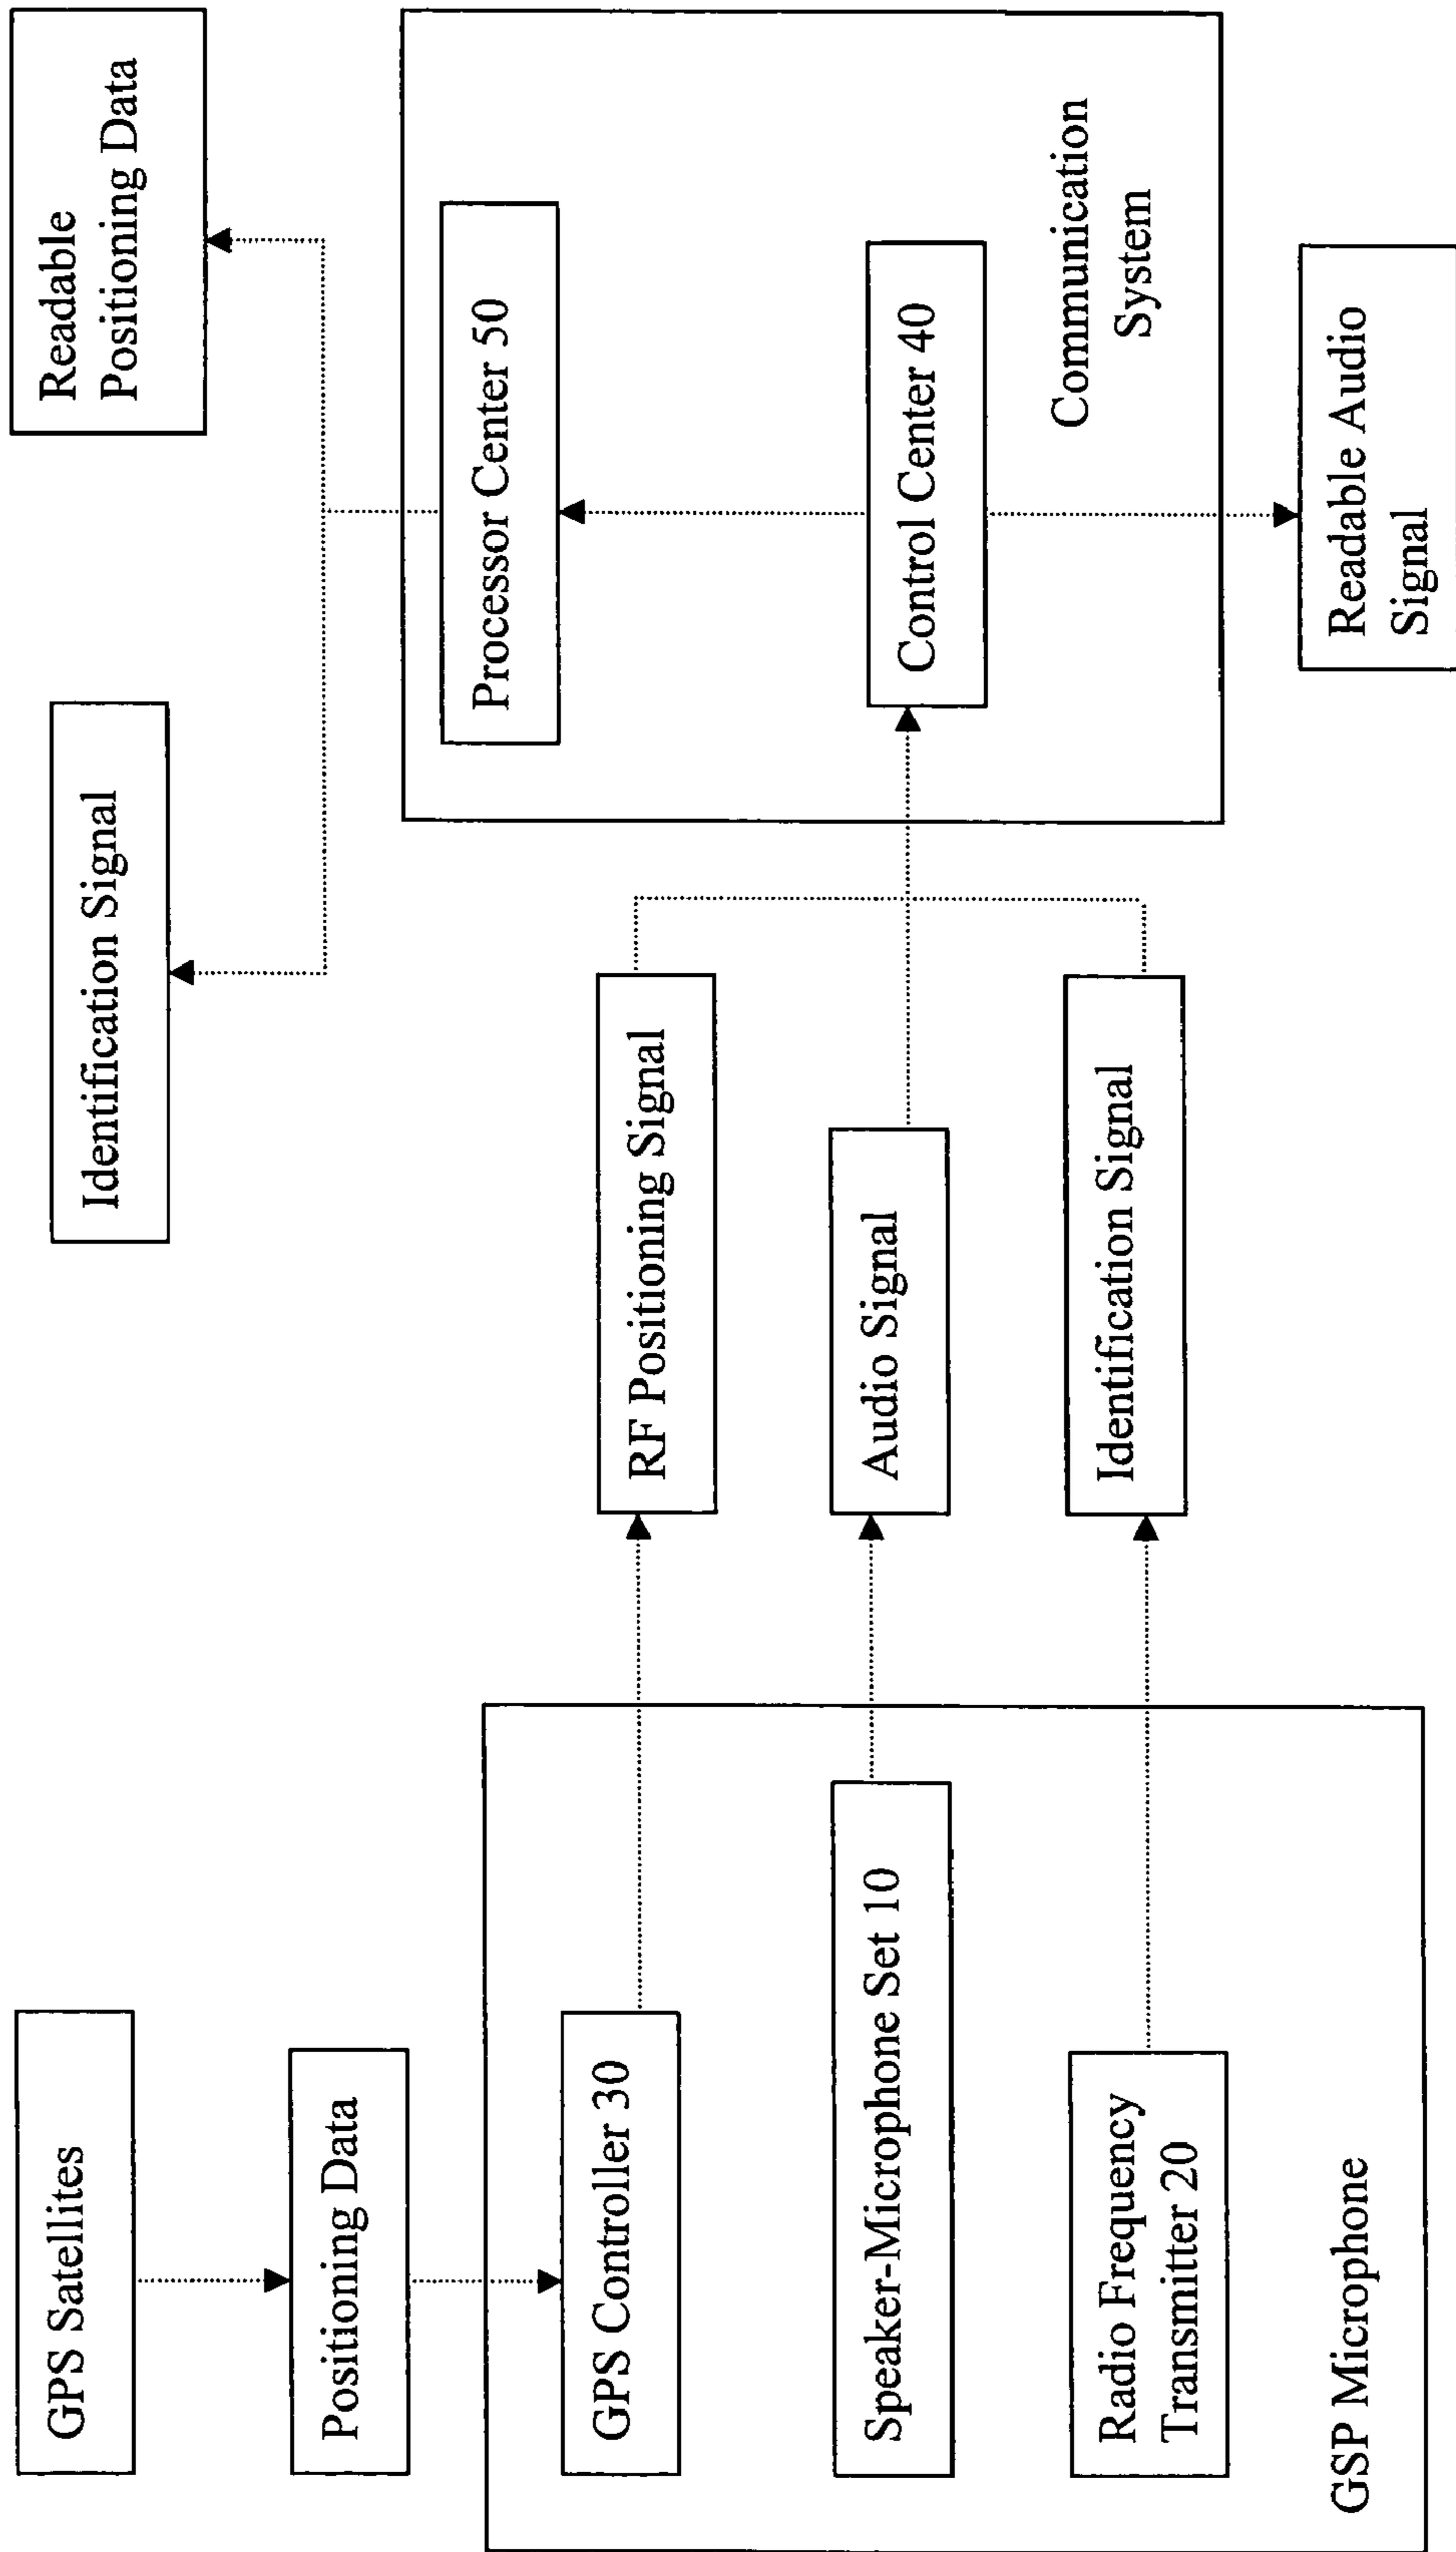 GPS Satellites
Positioning Data
GPS Controller 30
Speaker-Microphone Set 10
Radio Frequency
Transmitter 20
GSP Microphone
RF Positioning Signal
Audio Signal
Identification Signal
Identification Signal
Readable
Positioning Data
Processor Center 50
Control Center 40
Communication
System
Readable Audio
Signal